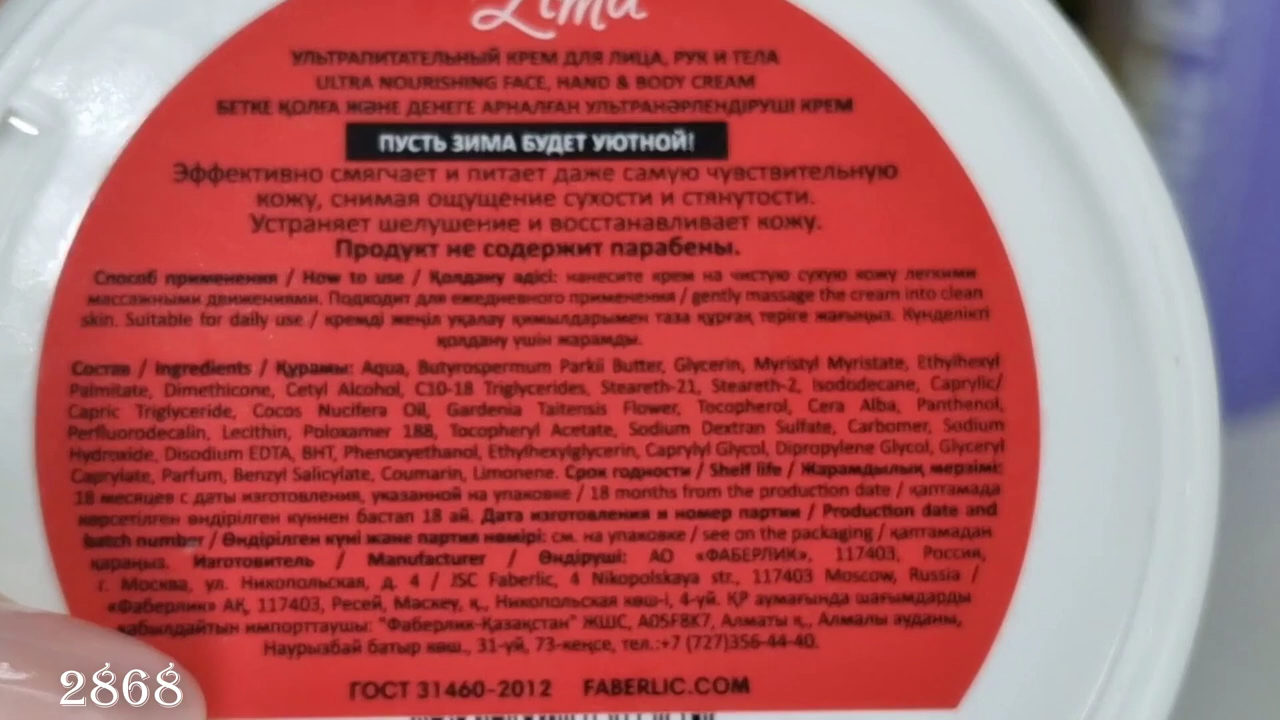 Zima
УЛЬТРАПИТАТЕЛЬНЫЙ КРЕМ ДЛЯ ЛИЦА, РУК И ТЕЛА
ULTRA NOURISHING FACE, HAND & BODY CREAM
БЕТКЕ ҚОЛҒА ЖӘНЕ ДЕНЕГЕ АРНАЛҒАН УЛЬТРАНӘРЛЕНДІРУШІ КРЕМ
ПУСТЬ ЗИМА БУДЕТ УЮТНОЙ!
Эффективно смягчает и питает даже самую чувствительную
кожу, снимая ощущение сухости и стянутости.
Устраняет шелушение и восстанавливает кожу.
Продукт не содержит парабены.
Способ применения / How to use / Қолдану әдісі: нанесите крем на чистую сухую кожу легкими
массажными движениями. Подходит для ежедневного применения / gently massage the cream into clean
skin. Suitable for daily use / кремді жеңіл уқалау қимылдарымен таза құрғақ теріге жағыңыз. Күнделікті
қолдану үшін жарамды.
Состав / Ingredients / Құрамы: Aqua, Butyrospermum Parkii Butter, Glycerin, Myristyl Myristate, Ethylhexyl
Palmitate, Dimethicone, Cetyl Alcohol, C10-18 Triglycerides, Steareth-21, Steareth-2, Isododecane, Caprylic/
Capric Triglyceride, Cocos Nucifera Oil, Gardenia Taitensis Flower, Tocopherol, Cera Alba, Panthenol,
Perfluorodecalin, Lecithin, Poloxamer 188, Tocopheryl Acetate, Sodium Dextran Sulfate, Carbomer, Sodium
Hydroxide, Disodium EDTA, BHT, Phenoxyethanol, Ethylhexylglycerin, Caprylyl Glycol, Dipropylene Glycol, Glyceryl
Caprylate, Parfum, Benzyl Salicylate, Coumarin, Limonene. Срок годности / Shelf life / Жарамдылық мерзімі:
18 месяцев с даты изготовления, указанной на упаковке / 18 months from the production date / қаптамада
көрсетілген өндірілген күннен бастап 18 ай. Дата изготовления и номер партии / Production date and
batch number / Өндірілген күні және партия нөмірі: см. на упаковке / see on the packaging / қаптамадан
қараңыз. Изготовитель / Manufacturer / Өндіруші: АО «ФАБЕРЛИК», 117403, Россия,
г. Москва, ул. Никопольская, д. 4 / JSC Faberlic, 4 Nikopolskaya str., 117403 Moscow, Russia /
«Фаберлик» АҚ, 117403, Ресей, Мәскеу, қ., Никопольская көш-і, 4-үй. ҚР аумағында шағымдарды
қабылдайтын импорттаушы: "Фаберлик-Қазақстан" ЖШС, A05F8K7, Алматы қ., Алмалы ауданы,
Наурызбай батыр көш., 31-үй, 73-кеңсе, тел.:+7 (727)356-44-40.
ГОСТ 31460-2012 FABERLIC.COM
2868